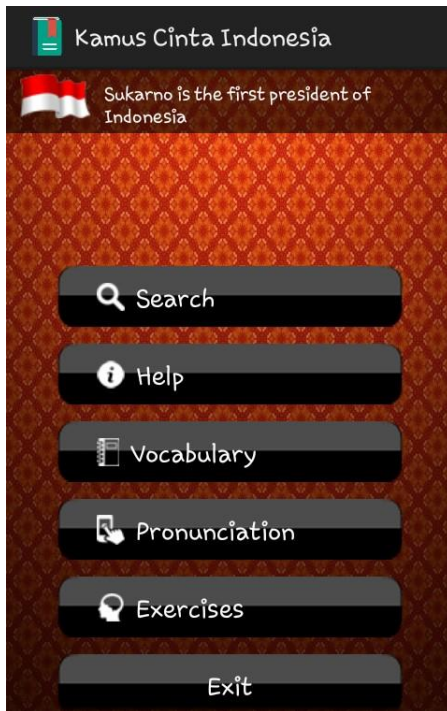 Kamus Cinta Indonesia
Sukarno is the first president of
Indonesia
Search
Help
Vocabulary
Pronunciation
Exercises
Exit